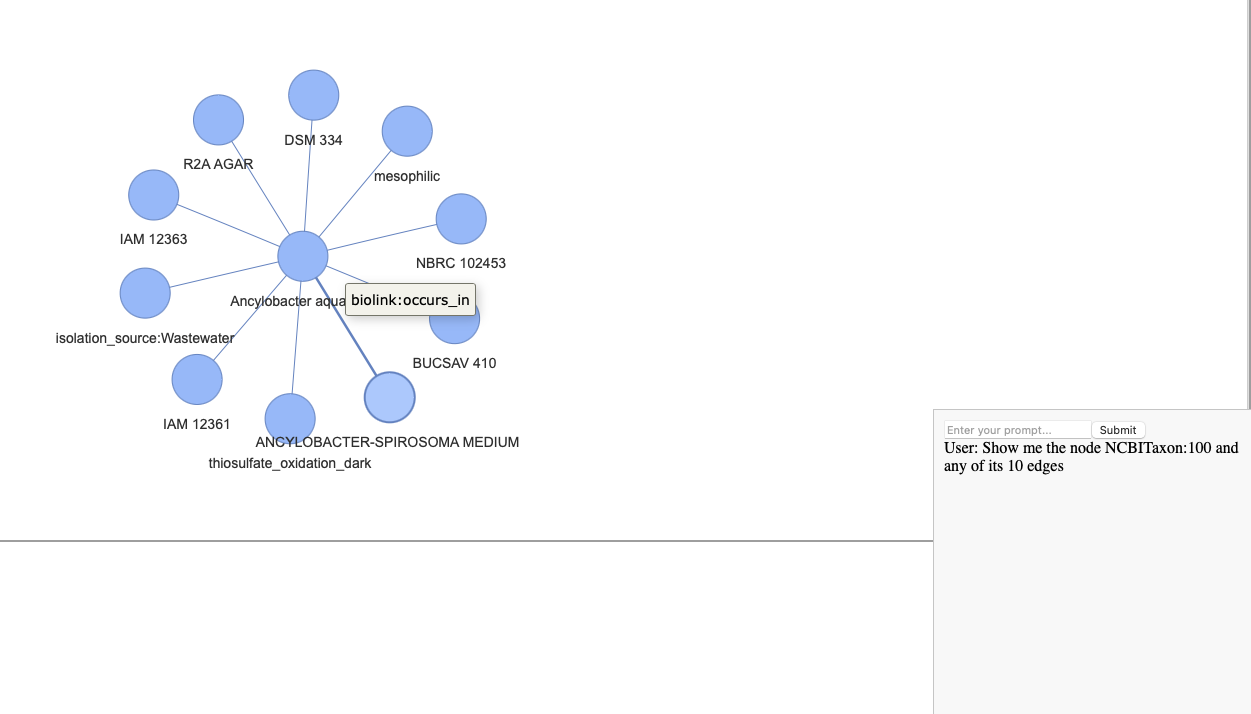 DSM 334
R2A AGAR
mesophilic
IAM 12363
NBRC 102453
Ancylobacter aqua
biolink:occurs_in
isolation_source:Wastewater
BUCSAV 410
IAM 12361
ANCYLOBACTER-SPIROSOMA MEDIUM
thiosulfate_oxidation_dark
Enter your prompt...
Submit
User: Show me the node NCBITaxon:100 and
any of its 10 edges